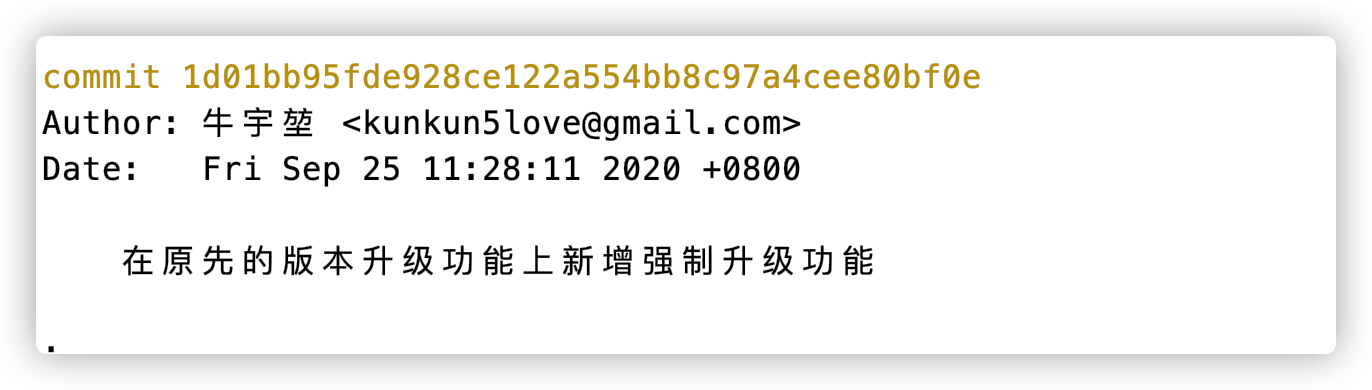 commit 1d01bb95fde928ce122a554bb8c97a4cee80bf0e
Author: 牛宇堃 <kunkun5love@gmail.com>
Date:   Fri Sep 25 11:28:11 2020 +0800
在原先的版本升级功能上新增强制升级功能
.